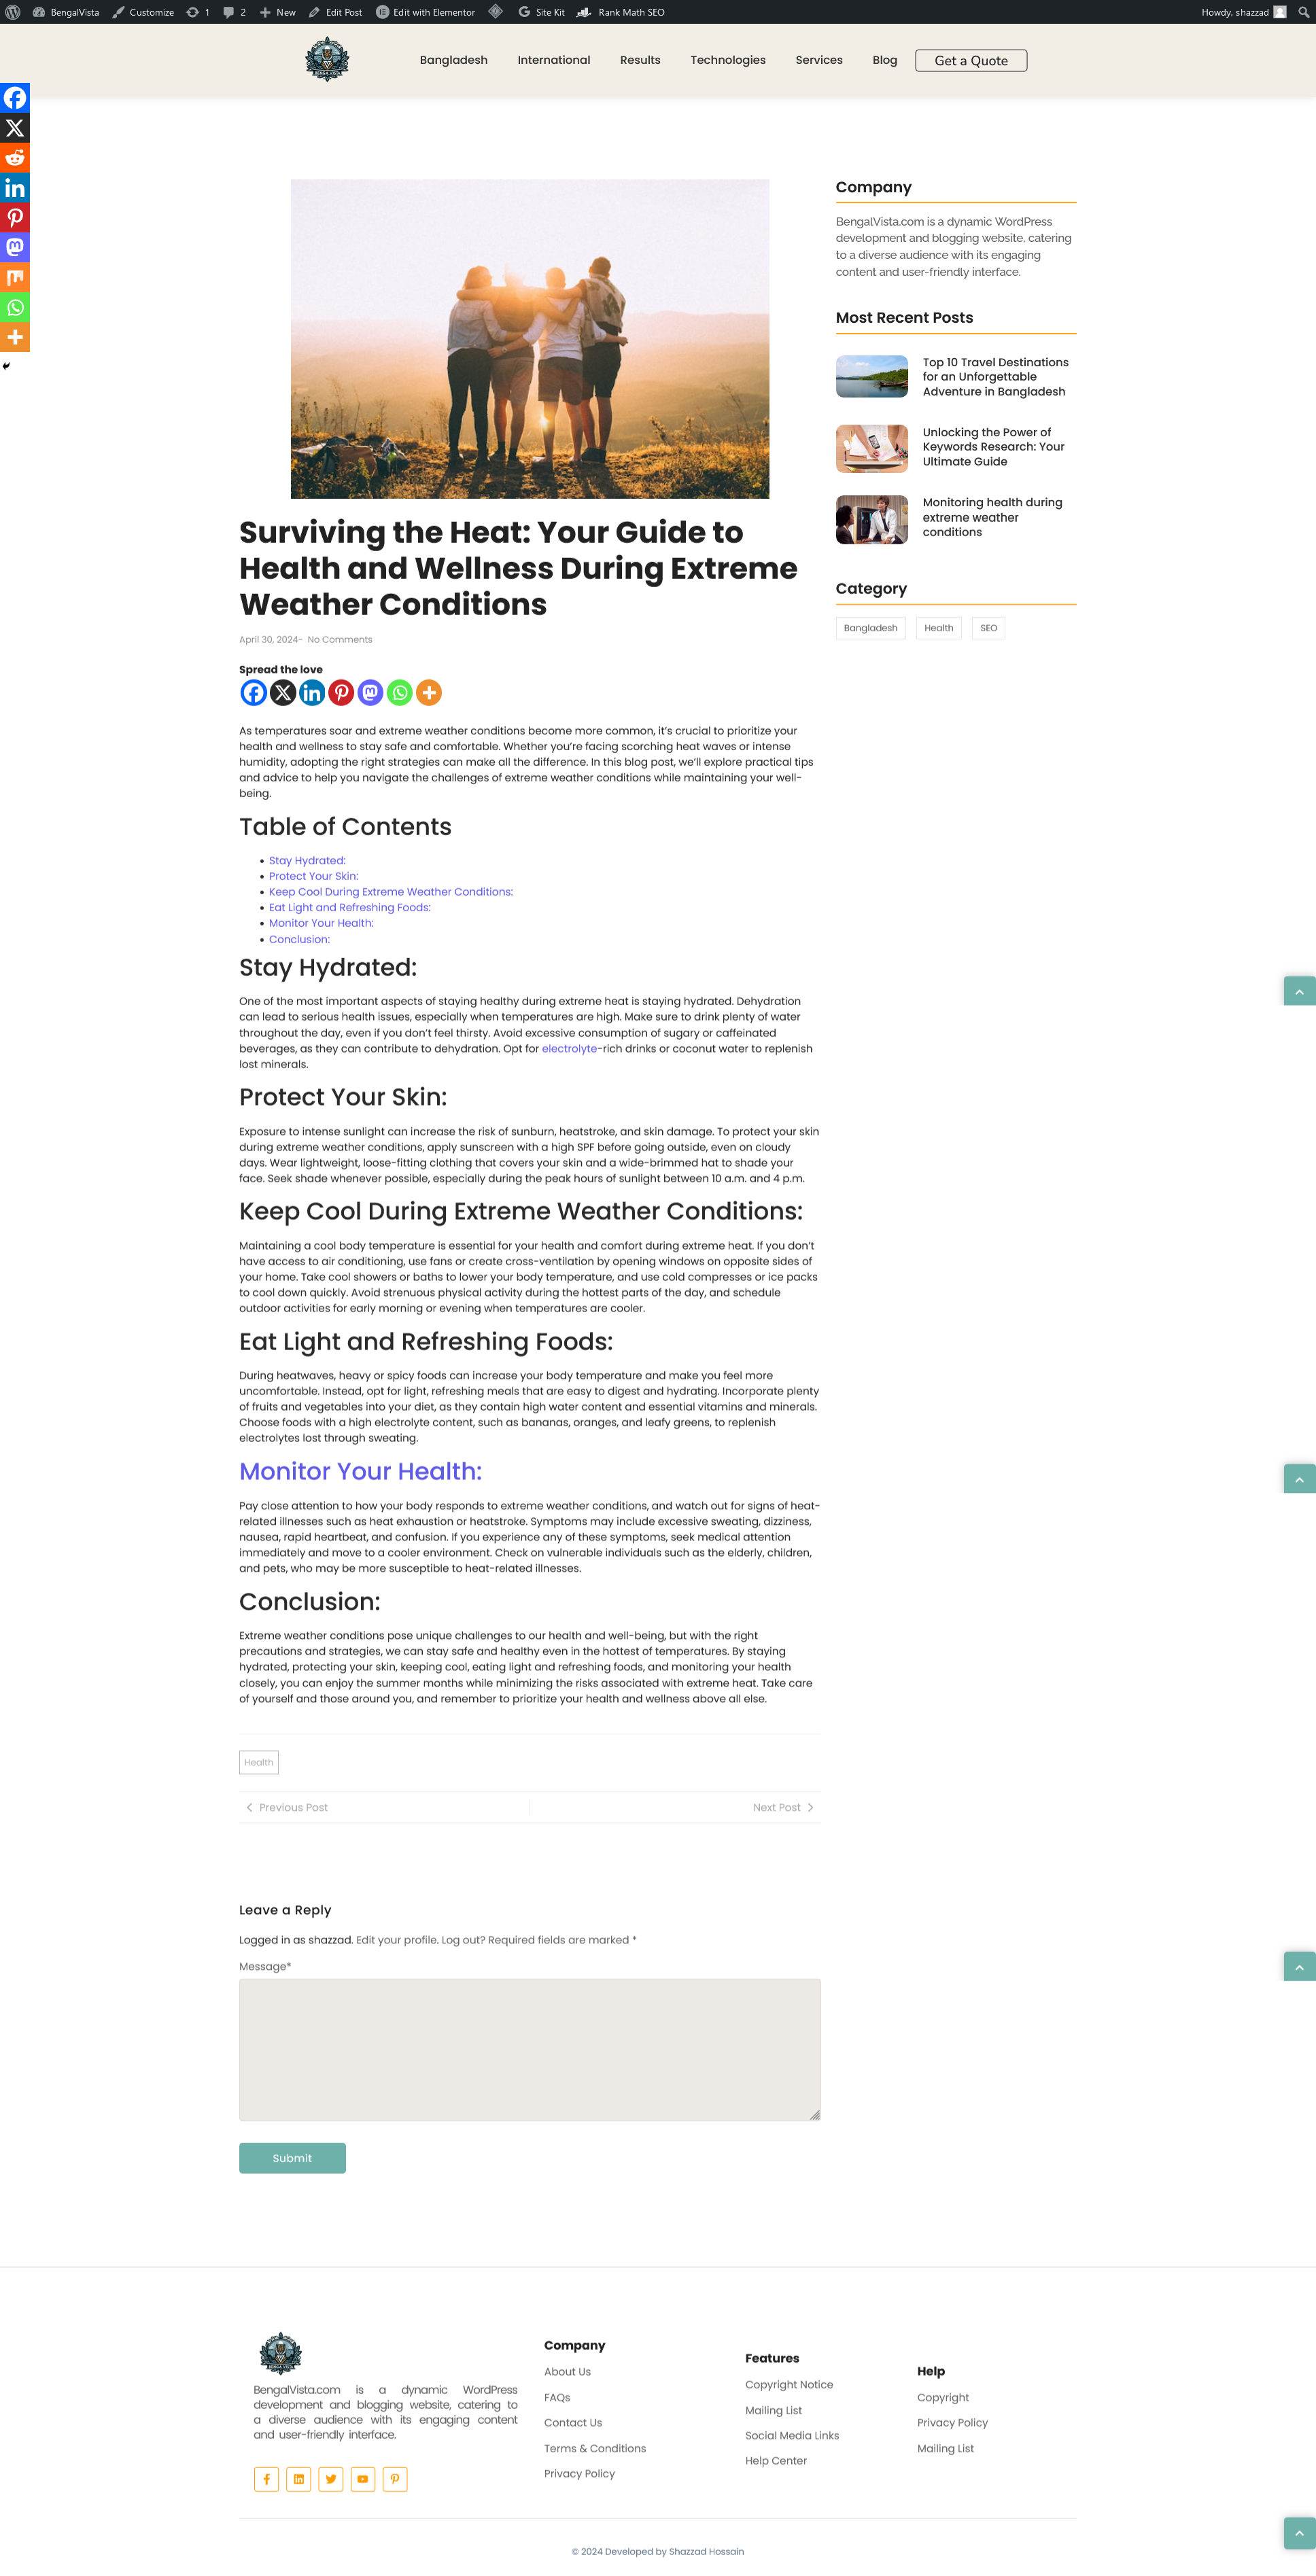 BengalVista
Customize
1
2
New
Edit Post
Edit with Elementor
Site Kit
Rank Math SEO
Howdy, shazzad
Bangladesh
International
Results
Technologies
Services
Blog
Get a Quote
Surviving the Heat: Your Guide to
Health and Wellness During Extreme
Weather Conditions
April 30, 2024- No Comments
Spread the love
As temperatures soar and extreme weather conditions become more common, it's crucial to prioritize your
health and wellness to stay safe and comfortable. Whether you're facing scorching heat waves or intense
humidity, adopting the right strategies can make all the difference. In this blog post, we'll explore practical tips
and advice to help you navigate the challenges of extreme weather conditions while maintaining your well-
being.
Table of Contents
• Stay Hydrated:
• Protect Your Skin:
• Keep Cool During Extreme Weather Conditions:
• Eat Light and Refreshing Foods:
• Monitor Your Health:
• Conclusion:
Stay Hydrated:
One of the most important aspects of staying healthy during extreme heat is staying hydrated. Dehydration
can lead to serious health issues, especially when temperatures are high. Make sure to drink plenty of water
throughout the day, even if you don't feel thirsty. Avoid excessive consumption of sugary or caffeinated
beverages, as they can contribute to dehydration. Opt for electrolyte-rich drinks or coconut water to replenish
lost minerals.
Protect Your Skin:
Exposure to intense sunlight can increase the risk of sunburn, heatstroke, and skin damage. To protect your skin
during extreme weather conditions, apply sunscreen with a high SPF before going outside, even on cloudy
days. Wear lightweight, loose-fitting clothing that covers your skin and a wide-brimmed hat to shade your
face. Seek shade whenever possible, especially during the peak hours of sunlight between 10 a.m. and 4 p.m.
Keep Cool During Extreme Weather Conditions:
Maintaining a cool body temperature is essential for your health and comfort during extreme heat. If you don't
have access to air conditioning, use fans or create cross-ventilation by opening windows on opposite sides of
your home. Take cool showers or baths to lower your body temperature, and use cold compresses or ice packs
to cool down quickly. Avoid strenuous physical activity during the hottest parts of the day, and schedule
outdoor activities for early morning or evening when temperatures are cooler.
Eat Light and Refreshing Foods:
During heatwaves, heavy or spicy foods can increase your body temperature and make you feel more
uncomfortable. Instead, opt for light, refreshing meals that are easy to digest and hydrating. Incorporate plenty
of fruits and vegetables into your diet, as they contain high water content and essential vitamins and minerals.
Choose foods with a high electrolyte content, such as bananas, oranges, and leafy greens, to replenish
electrolytes lost through sweating.
Monitor Your Health:
Pay close attention to how your body responds to extreme weather conditions, and watch out for signs of heat-
related illnesses such as heat exhaustion or heatstroke. Symptoms may include excessive sweating, dizziness,
nausea, rapid heartbeat, and confusion. If you experience any of these symptoms, seek medical attention
immediately and move to a cooler environment. Check on vulnerable individuals such as the elderly, children,
and pets, who may be more susceptible to heat-related illnesses.
Conclusion:
Extreme weather conditions pose unique challenges to our health and well-being, but with the right
precautions and strategies, we can stay safe and healthy even in the hottest of temperatures. By staying
hydrated, protecting your skin, keeping cool, eating light and refreshing foods, and monitoring your health
closely, you can enjoy the summer months while minimizing the risks associated with extreme heat. Take care
of yourself and those around you, and remember to prioritize your health and wellness above all else.
Health
Previous Post
Next Post
Leave a Reply
Logged in as shazzad. Edit your profile. Log out? Required fields are marked *
Message*
Submit
Company
BengalVista.com is a dynamic WordPress
development and blogging website, catering
to a diverse audience with its engaging
content and user-friendly interface.
Most Recent Posts
Top 10 Travel Destinations
for an Unforgettable
Adventure in Bangladesh
Unlocking the Power of
Keywords Research: Your
Ultimate Guide
Monitoring health during
extreme weather
conditions
Category
Bangladesh
Health
SEO
BengalVista.com is a dynamic WordPress
development and blogging website, catering to
a diverse audience with its engaging content
and user-friendly interface.
Company
About Us
FAQs
Contact Us
Terms & Conditions
Privacy Policy
Features
Copyright Notice
Mailing List
Social Media Links
Help Center
Help
Copyright
Privacy Policy
Mailing List
© 2024 Developed by Shazzad Hossain